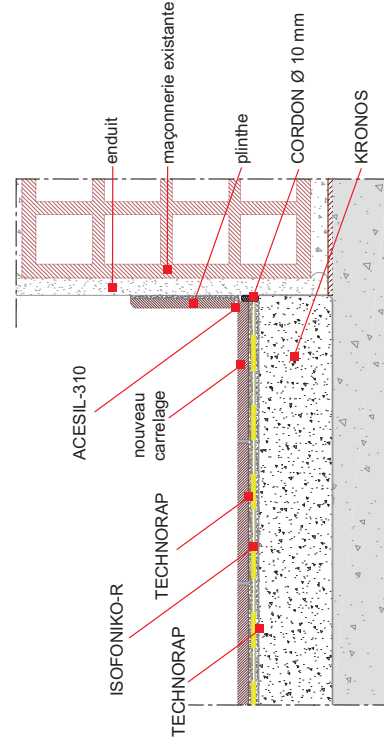 TECHNORAP
ISOFONIKO-R
TECHNORAP
nouveau
carrelage
ACESIL-310
enduit
maçonnerie existante
plinthe
CORDON Ø 10 mm
KRONOS